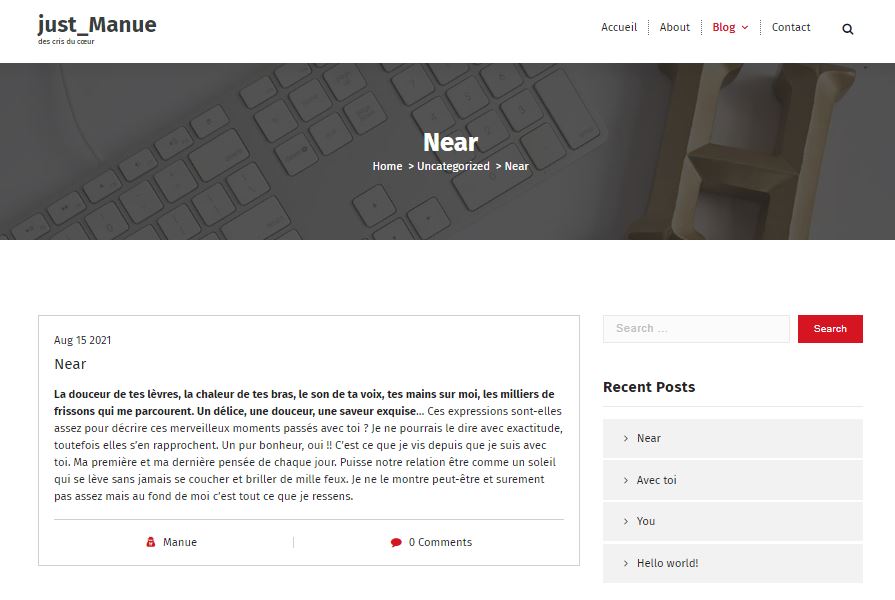 just_Manue
des cris du cœur
Accueil
About
Blog
Contact
Near
Home > Uncategorized > Near
Aug 15 2021
Near
La douceur de tes lèvres, la chaleur de tes bras, le son de ta voix, tes mains sur moi, les milliers de
frissons qui me parcourent. Un délice, une douceur, une saveur exquise… Ces expressions sont-elles
assez pour décrire ces merveilleux moments passés avec toi ? Je ne pourrais le dire avec exactitude,
toutefois elles s’en rapprochent. Un pur bonheur, oui !! C’est ce que je vis depuis que je suis avec
toi. Ma première et ma dernière pensée de chaque jour. Puisse notre relation être comme un soleil
qui se lève sans jamais se coucher et briller de mille feux. Je ne le montre peut-être et surement
pas assez mais au fond de moi c’est tout ce que je ressens.
Manue
0 Comments
Search …
Search
Recent Posts
Near
Avec toi
You
Hello world!